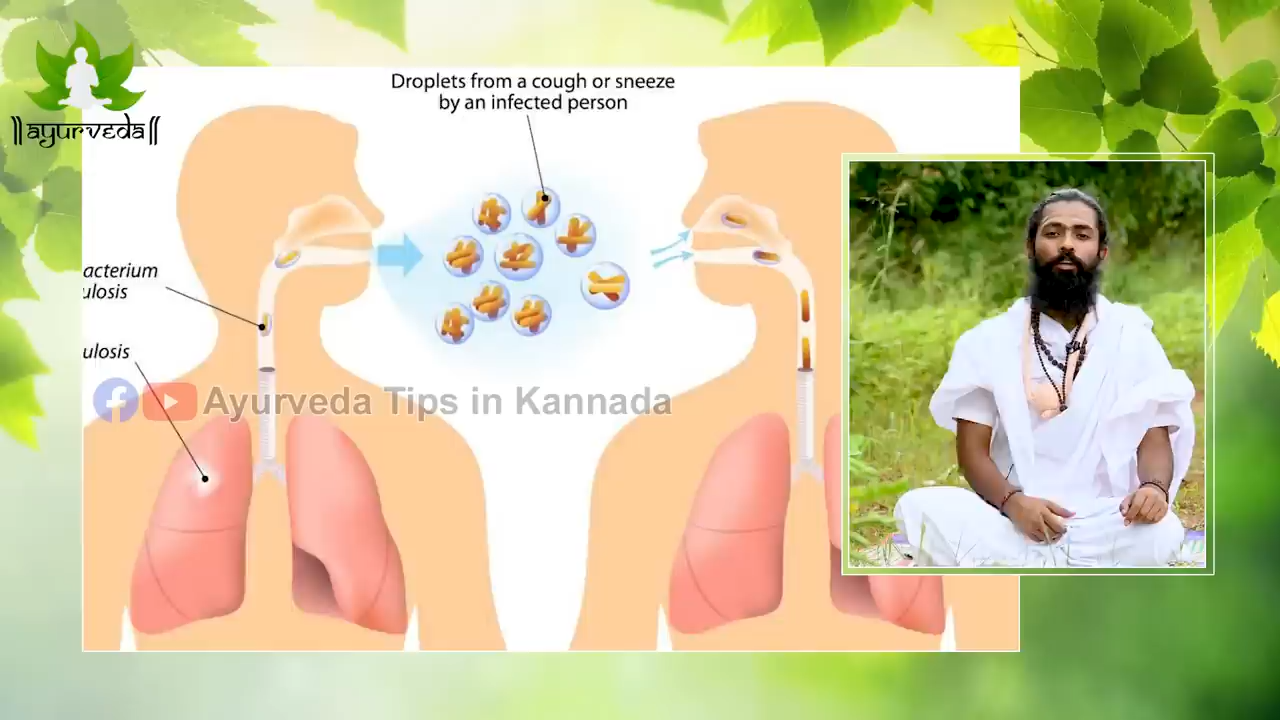 Droplets from a cough or sneeze
by an infected person
||ayurveda||
acterium
ulosis
ulosis
Ayurveda Tips in Kannada